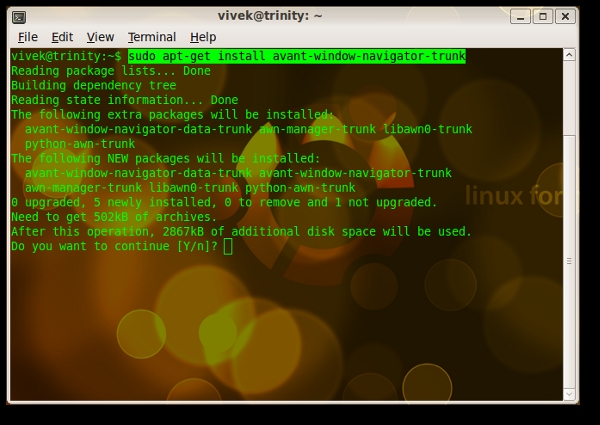 vivek@trinity: ~
File Edit View Terminal Help
vivek@trinity:~$ sudo apt-get install avant-window-navigator-trunk
Reading package lists... Done
Building dependency tree
Reading state information... Done
The following extra packages will be installed:
avant-window-navigator-data-trunk awn-manager-trunk libawn0-trunk
python-awn-trunk
The following NEW packages will be installed:
avant-window-navigator-data-trunk avant-window-navigator-trunk
awn-manager-trunk libawn0-trunk python-awn-trunk
0 upgraded, 5 newly installed, 0 to remove and 1 not upgraded.
linux for
Need to get 502kB of archives.
After this operation, 2867kB of additional disk space will be used.
Do you want to continue [Y/n]?